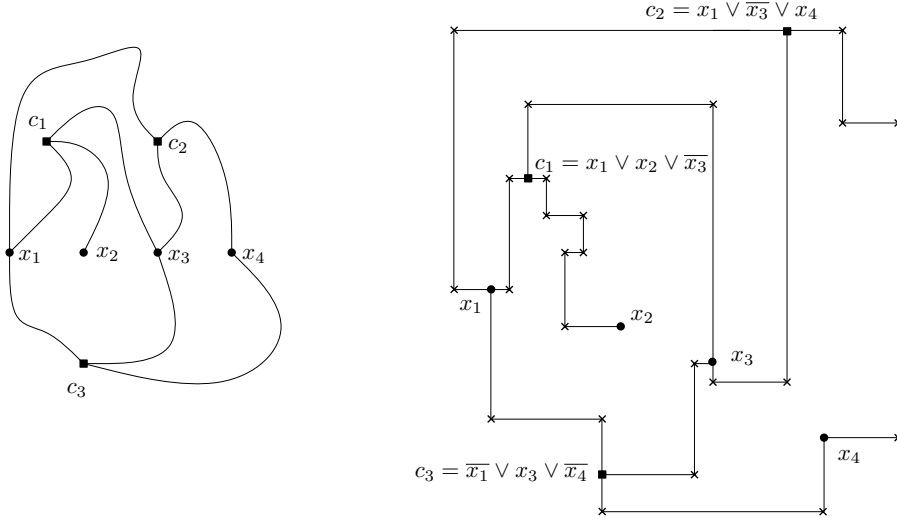 c₁
c₂
x₁
x₂
x₃
x₄
c₃
c₂ = x₁ ∨ x̅₃ ∨ x₄
c₁ = x₁ ∨ x₂ ∨ x̅₃
x₁
x₂
x₃
x₄
c₃ = x̅₁ ∨ x₃ ∨ x̅₄